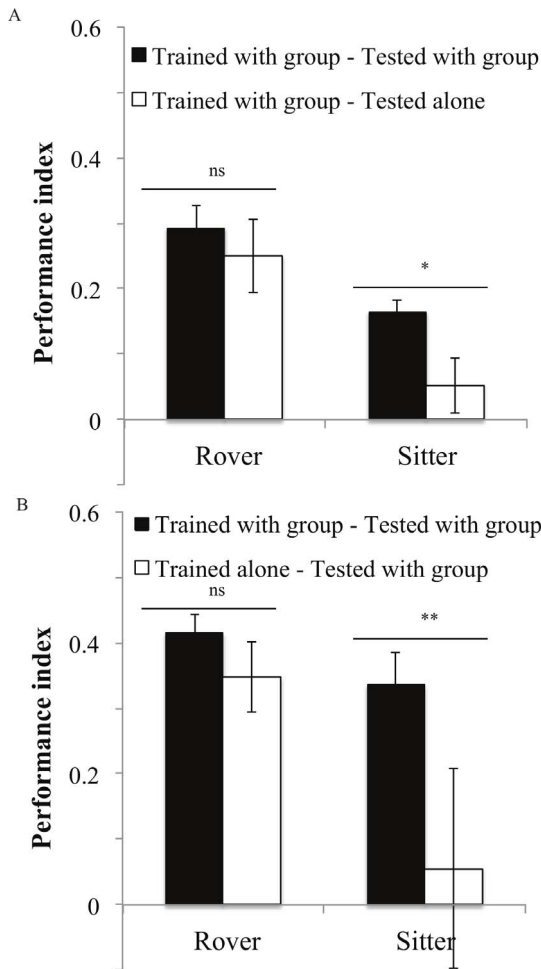 A
0.6
Trained with group - Tested with group
Trained with group - Tested alone
0.4
ns
*
0.2
0
Performance index
Rover
Sitter
B
0.6
Trained with group - Tested with group
Trained alone - Tested with group
ns
**
0.4
0.2
0
Performance index
Rover
Sitter